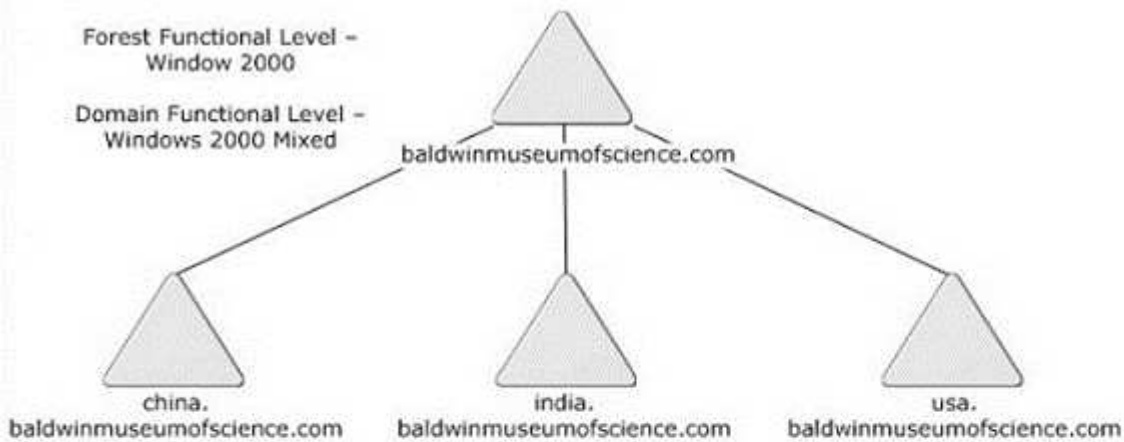 Forest Functional Level –
Window 2000
Domain Functional Level –
Windows 2000 Mixed
baldwinmuseumofscience.com
china.
baldwinmuseumofscience.com
india.
baldwinmuseumofscience.com
usa.
baldwinmuseumofscience.com